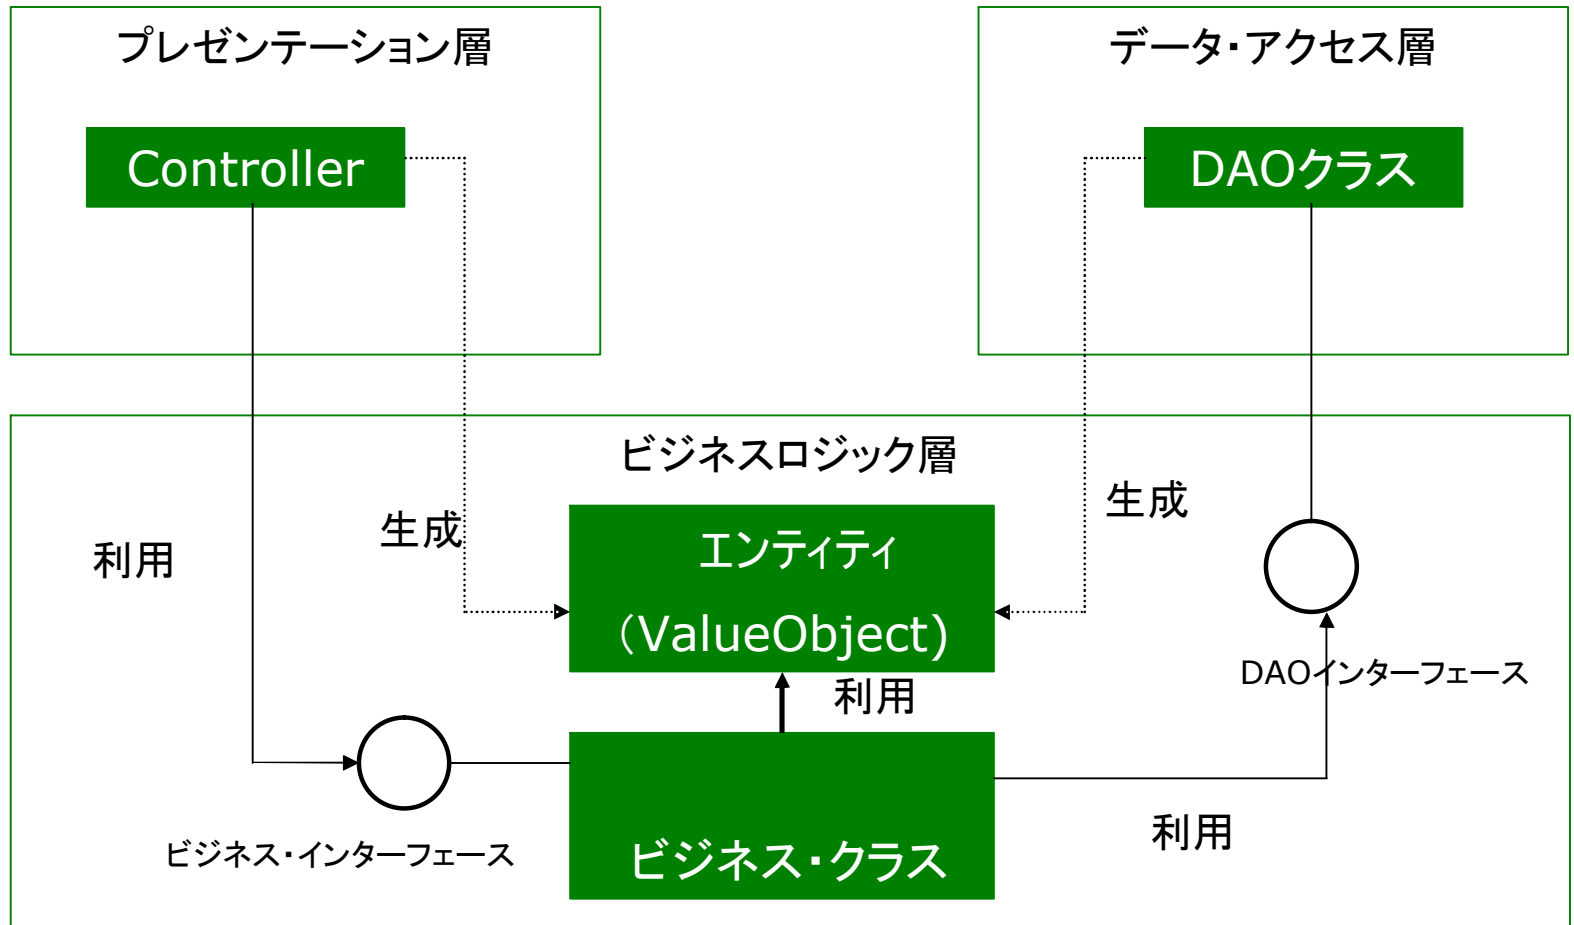 プレゼンテーション層
データ・アクセス層
Controller
DAOクラス
ビジネスロジック層
生成
生成
利用
エンティティ
（ValueObject)
DAOインターフェース
利用
利用
ビジネス・インターフェース
ビジネス・クラス